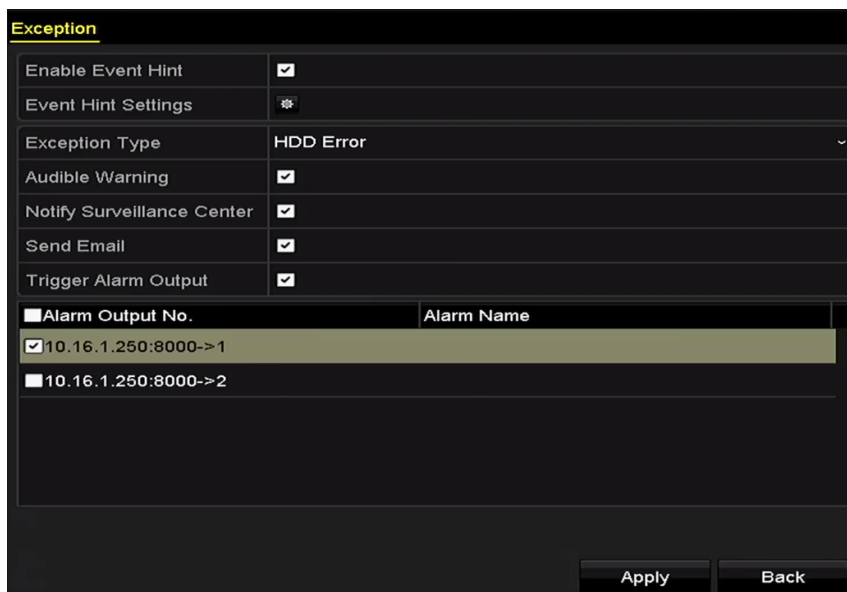 Exception
Enable Event Hint
Event Hint Settings
Exception Type HDD Error
Audible Warning
Notify Surveillance Center
Send Email
Trigger Alarm Output
Alarm Output No. Alarm Name
10.16.1.250:8000->1
10.16.1.250:8000->2
Apply Back